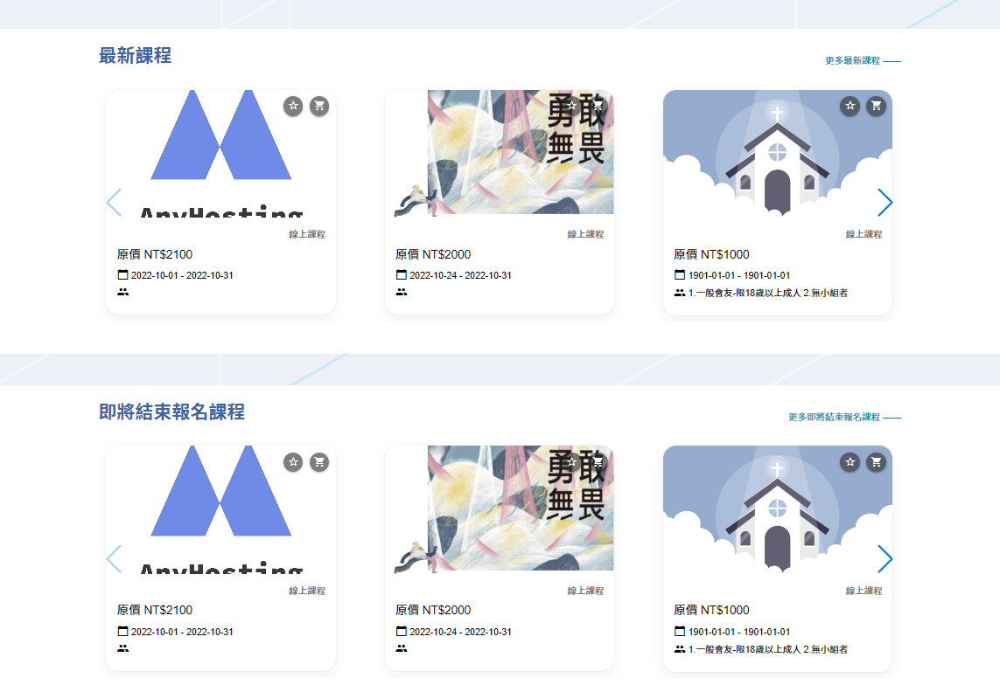 最新課程
更多最新課程
AnyHosting
線上課程
原價 NT$2100
2022-10-01 - 2022-10-31
勇敢
無畏
線上課程
原價 NT$2000
2022-10-24 - 2022-10-31
線上課程
原價 NT$1000
1901-01-01 - 1901-01-01
1.一般會友-限18歲以上成人 2.無小組者
即將結束報名課程
更多即將結束報名課程
AnyHosting
線上課程
原價 NT$2100
2022-10-01 - 2022-10-31
勇敢
無畏
線上課程
原價 NT$2000
2022-10-24 - 2022-10-31
線上課程
原價 NT$1000
1901-01-01 - 1901-01-01
1.一般會友-限18歲以上成人 2.無小組者